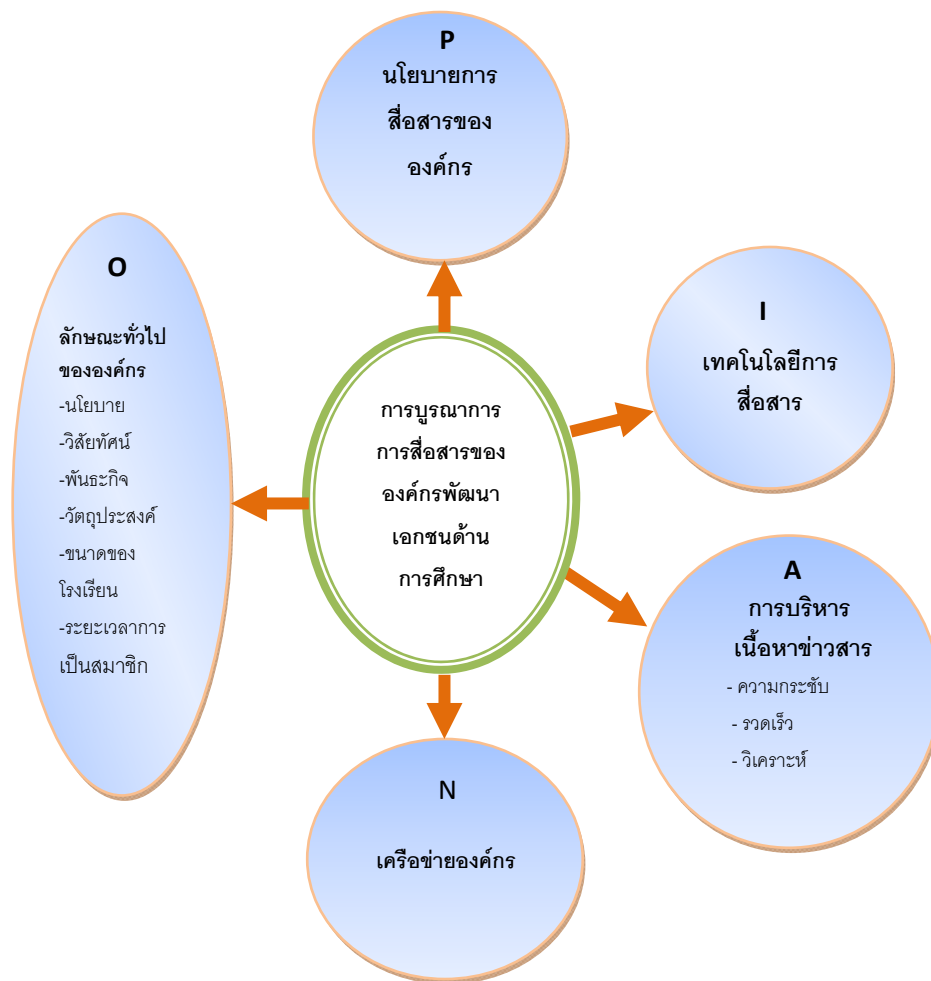 P
นโยบายการ
สื่อสารของ
องค์กร
O
ลักษณะทั่วไป
ขององค์กร
-นโยบาย
-วิสัยทัศน์
-พันธะกิจ
-วัตถุประสงค์
-ขนาดของ
โรงเรียน
-ระยะเวลาการ
เป็นสมาชิก
การบูรณาการ
การสื่อสารของ
องค์กรพัฒนา
เอกชนด้าน
การศึกษา
I
เทคโนโลยีการ
สื่อสาร
A
การบริหาร
เนื้อหาข่าวสาร
- ความกระชับ
- รวดเร็ว
- วิเคราะห์
N
เครือข่ายองค์กร